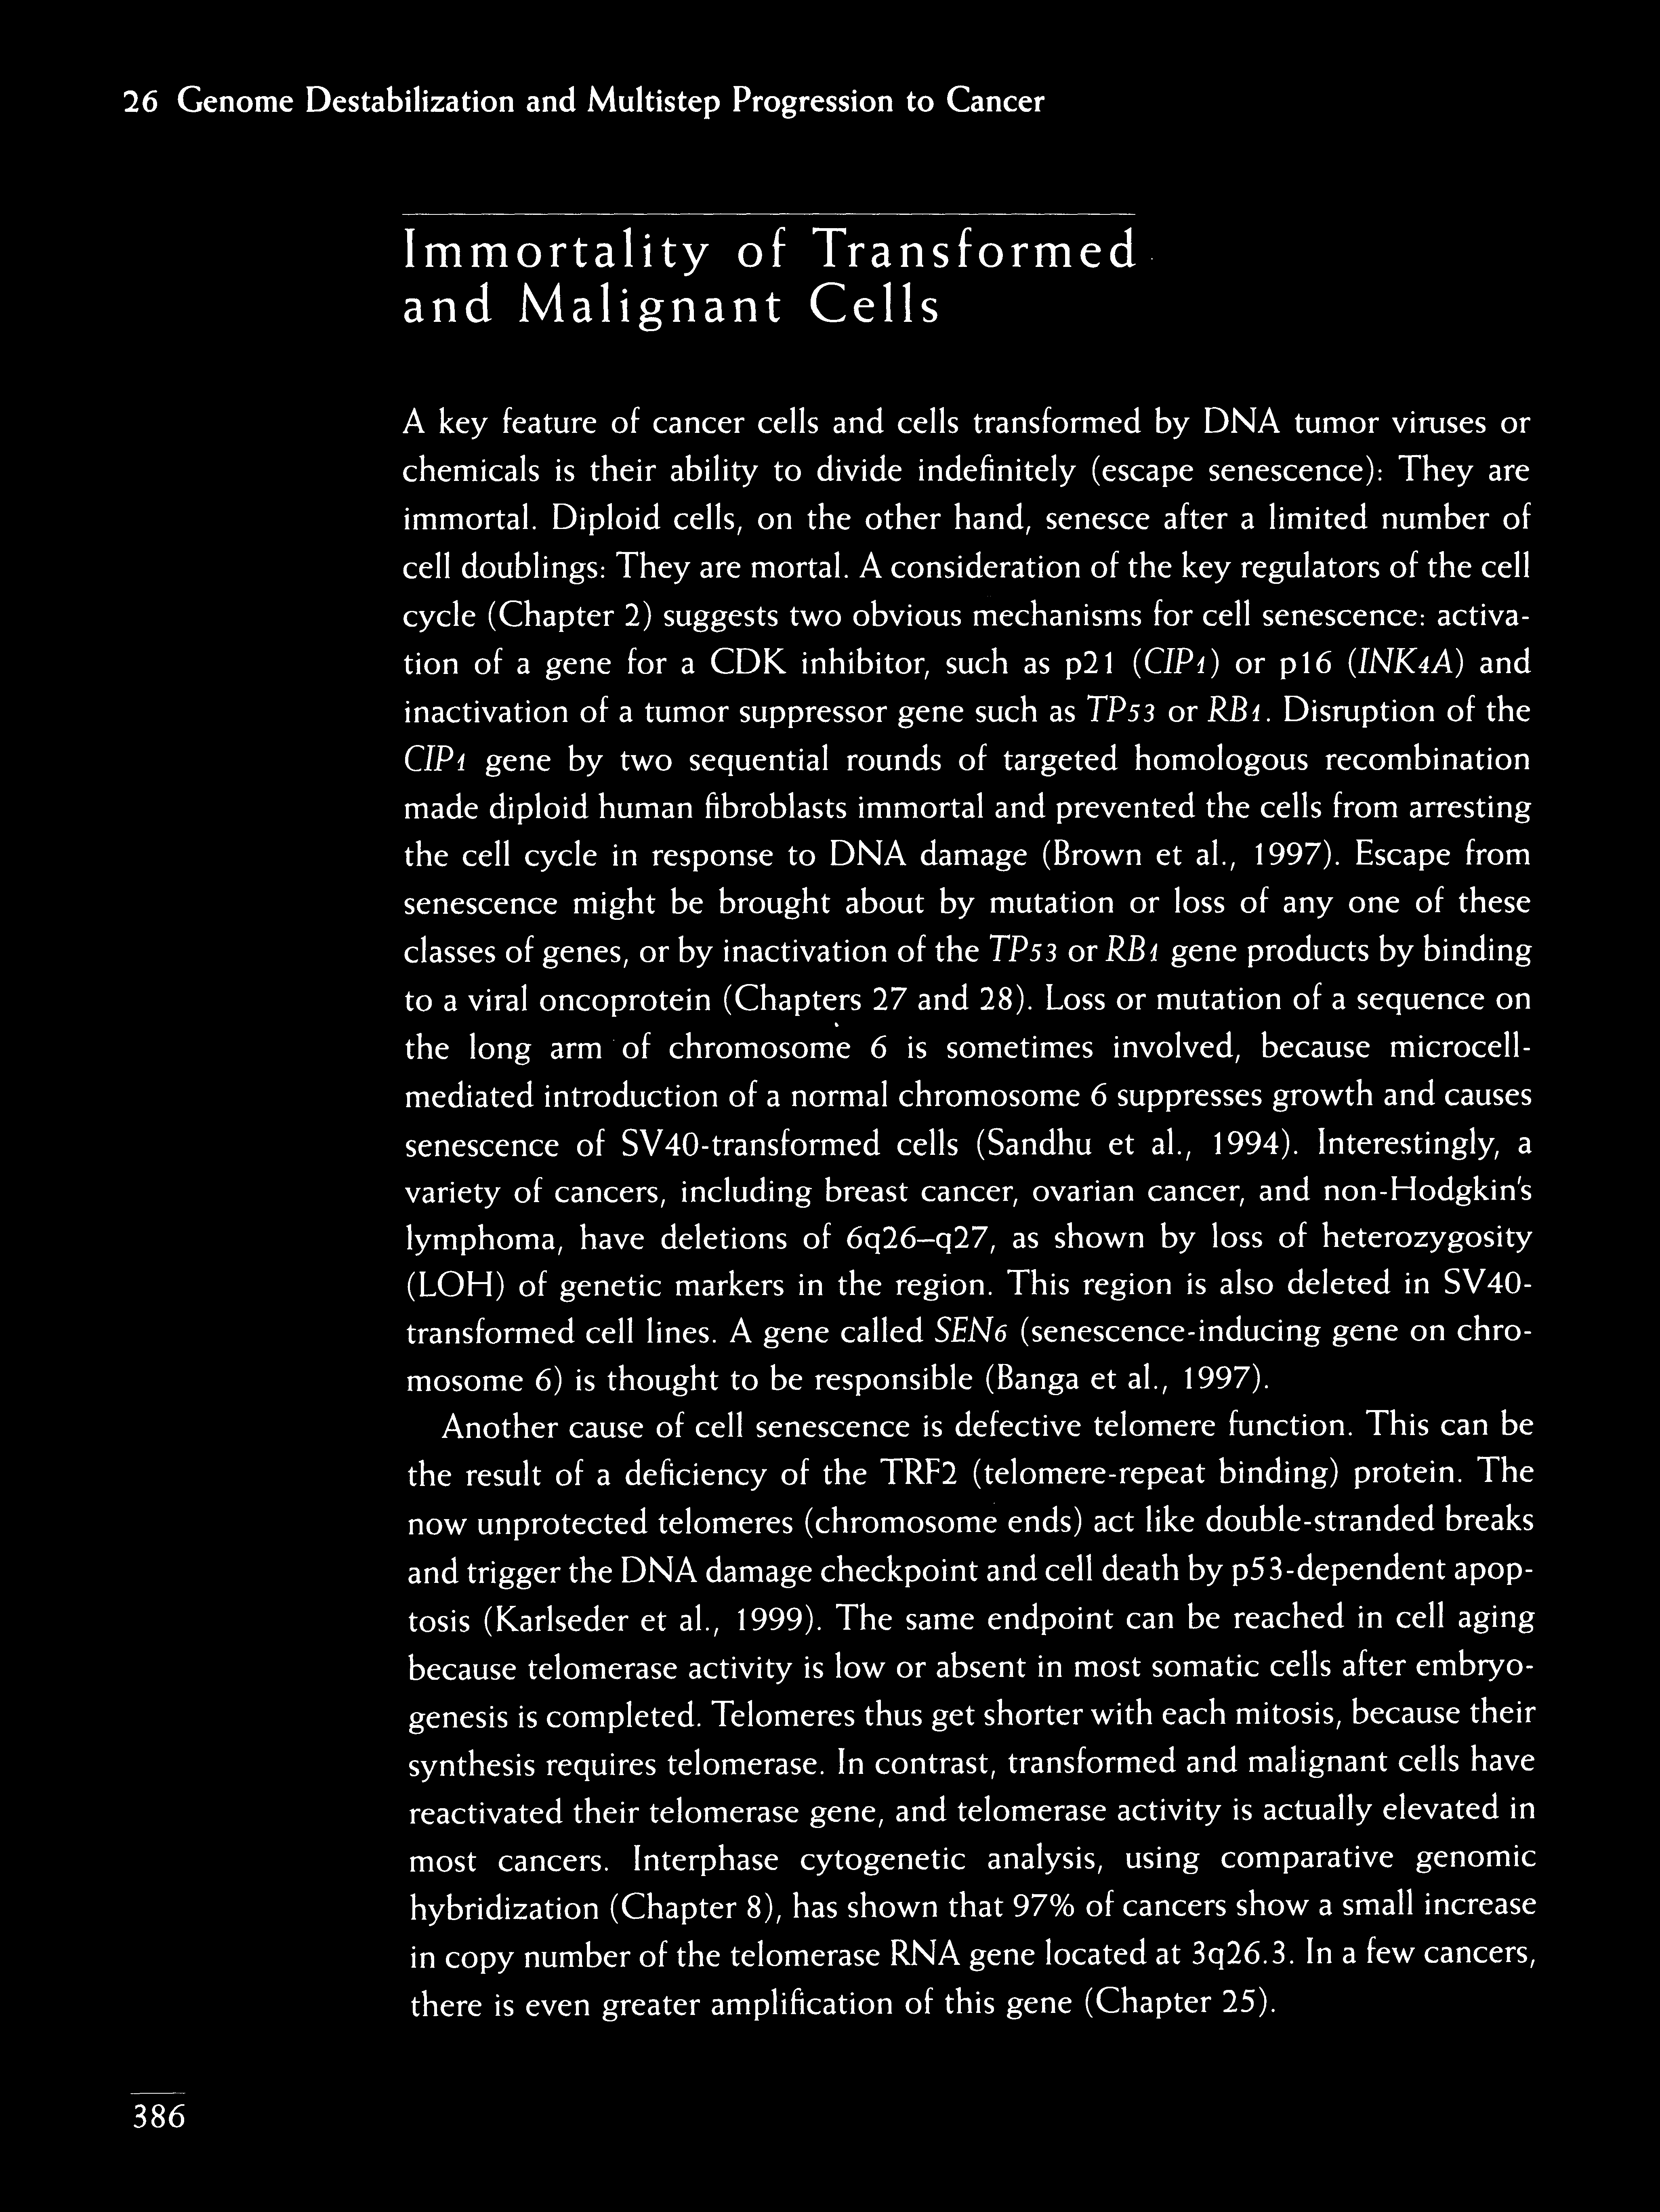 26 Genome Destabilization and Multistep Progression to Cancer
Immortality of Transformed
and Malignant Cells
A key feature of cancer cells and cells transformed by DNA tumor viruses or
chemicals is their ability to divide indefinitely (escape senescence): They are
immortal. Diploid cells, on the other hand, senesce after a limited number of
cell doublings: They are mortal. A consideration of the key regulators of the cell
cycle (Chapter 2) suggests two obvious mechanisms for cell senescence: activa-
tion of a gene for a CDK inhibitor, such as p21 (CIP1) or p16 (INK4A) and
inactivation of a tumor suppressor gene such as TP53 or RB1. Disruption of the
CIP1 gene by two sequential rounds of targeted homologous recombination
made diploid human fibroblasts immortal and prevented the cells from arresting
the cell cycle in response to DNA damage (Brown et al., 1997). Escape from
senescence might be brought about by mutation or loss of any one of these
classes of genes, or by inactivation of the TP53 or RB1 gene products by binding
to a viral oncoprotein (Chapters 27 and 28). Loss or mutation of a sequence on
the long arm of chromosome 6 is sometimes involved, because microcell-
mediated introduction of a normal chromosome 6 suppresses growth and causes
senescence of SV40-transformed cells (Sandhu et al., 1994). Interestingly, a
variety of cancers, including breast cancer, ovarian cancer, and non-Hodgkin's
lymphoma, have deletions of 6q26–q27, as shown by loss of heterozygosity
(LOH) of genetic markers in the region. This region is also deleted in SV40-
transformed cell lines. A gene called SEN6 (senescence-inducing gene on chro-
mosome 6) is thought to be responsible (Banga et al., 1997).
Another cause of cell senescence is defective telomere function. This can be
the result of a deficiency of the TRF2 (telomere-repeat binding) protein. The
now unprotected telomeres (chromosome ends) act like double-stranded breaks
and trigger the DNA damage checkpoint and cell death by p53-dependent apop-
tosis (Karlseder et al., 1999). The same endpoint can be reached in cell aging
because telomerase activity is low or absent in most somatic cells after embryo-
genesis is completed. Telomeres thus get shorter with each mitosis, because their
synthesis requires telomerase. In contrast, transformed and malignant cells have
reactivated their telomerase gene, and telomerase activity is actually elevated in
most cancers. Interphase cytogenetic analysis, using comparative genomic
hybridization (Chapter 8), has shown that 97% of cancers show a small increase
in copy number of the telomerase RNA gene located at 3q26.3. In a few cancers,
there is even greater amplification of this gene (Chapter 25).
386